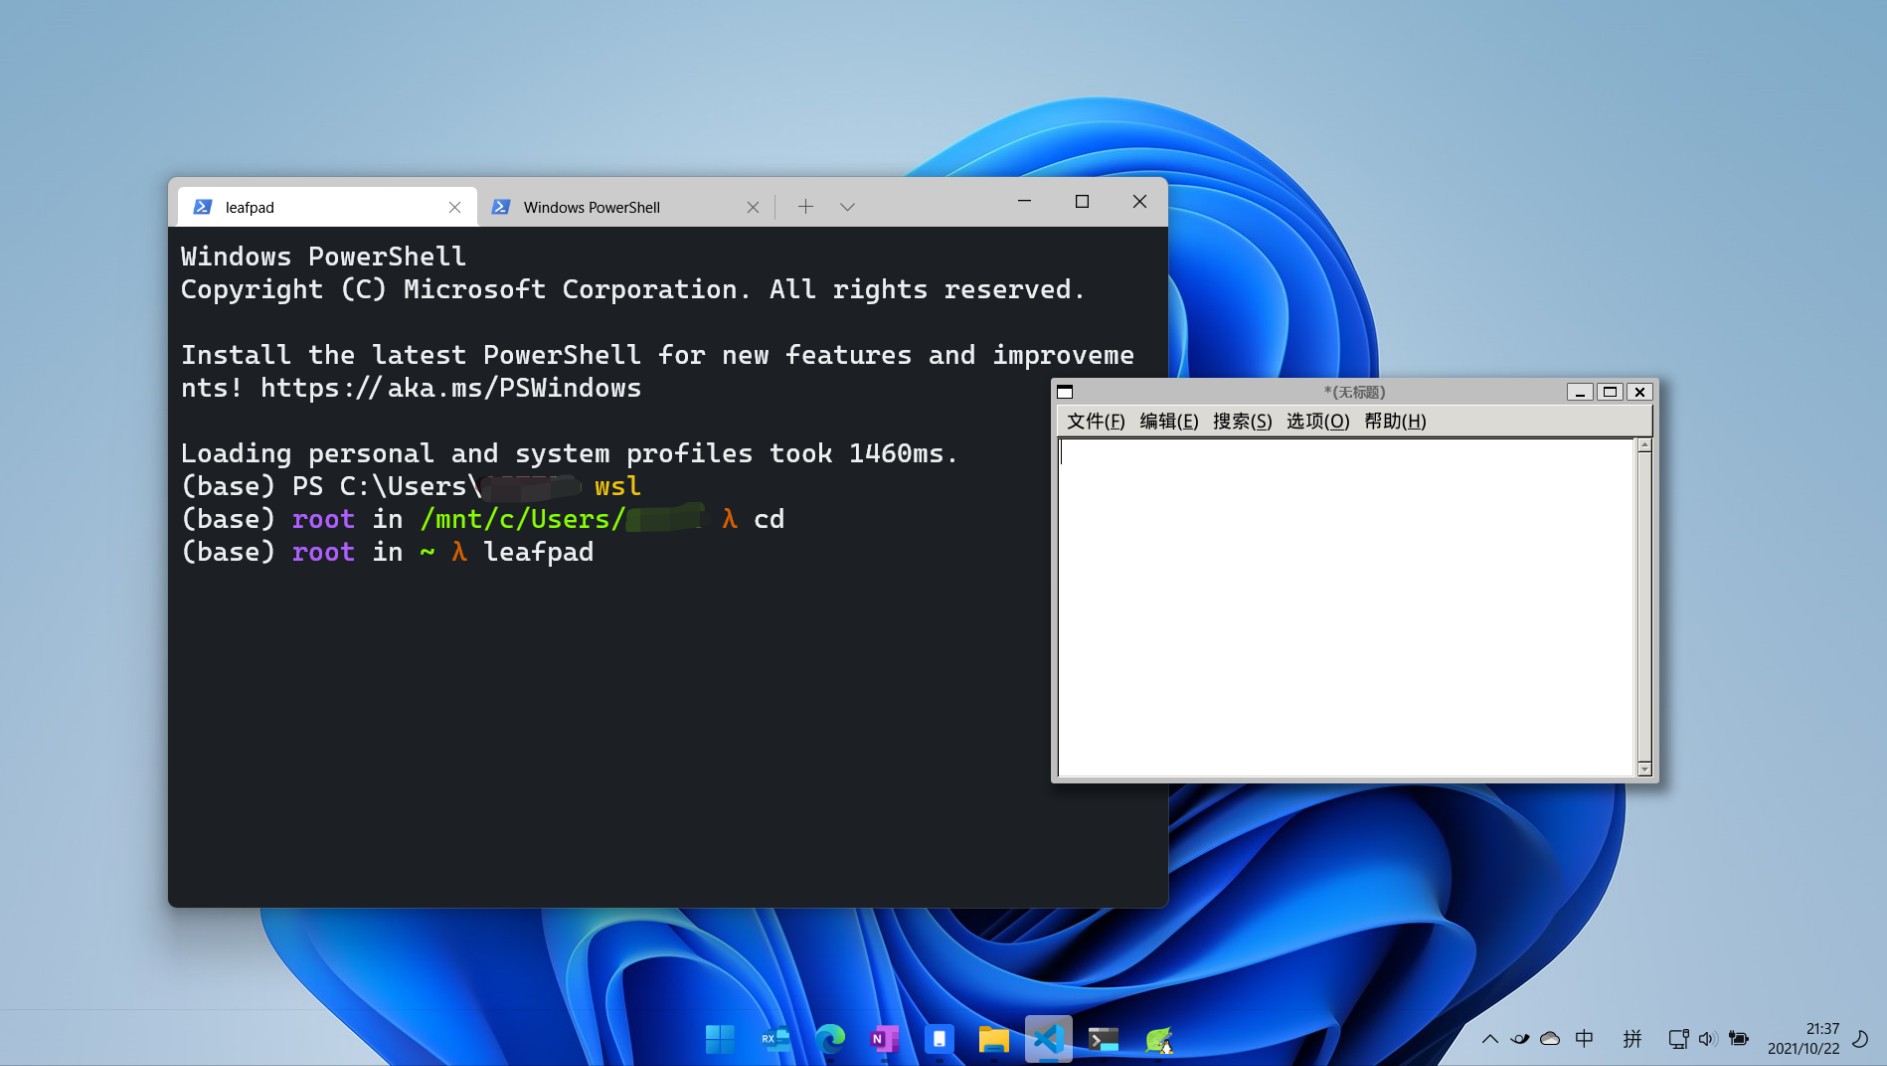 leafpad
Windows PowerShell
Windows PowerShell
Copyright (C) Microsoft Corporation. All rights reserved.
Install the latest PowerShell for new features and improveme
nts! https://aka.ms/PSWindows
Loading personal and system profiles took 1460ms.
(base) PS C:\Users\ wsl
(base) root in /mnt/c/Users/ λ cd
(base) root in ~ λ leafpad
*(无标题)
文件(F) 编辑(E) 搜索(S) 选项(O) 帮助(H)
RX
N
中
拼
21:37
2021/10/22